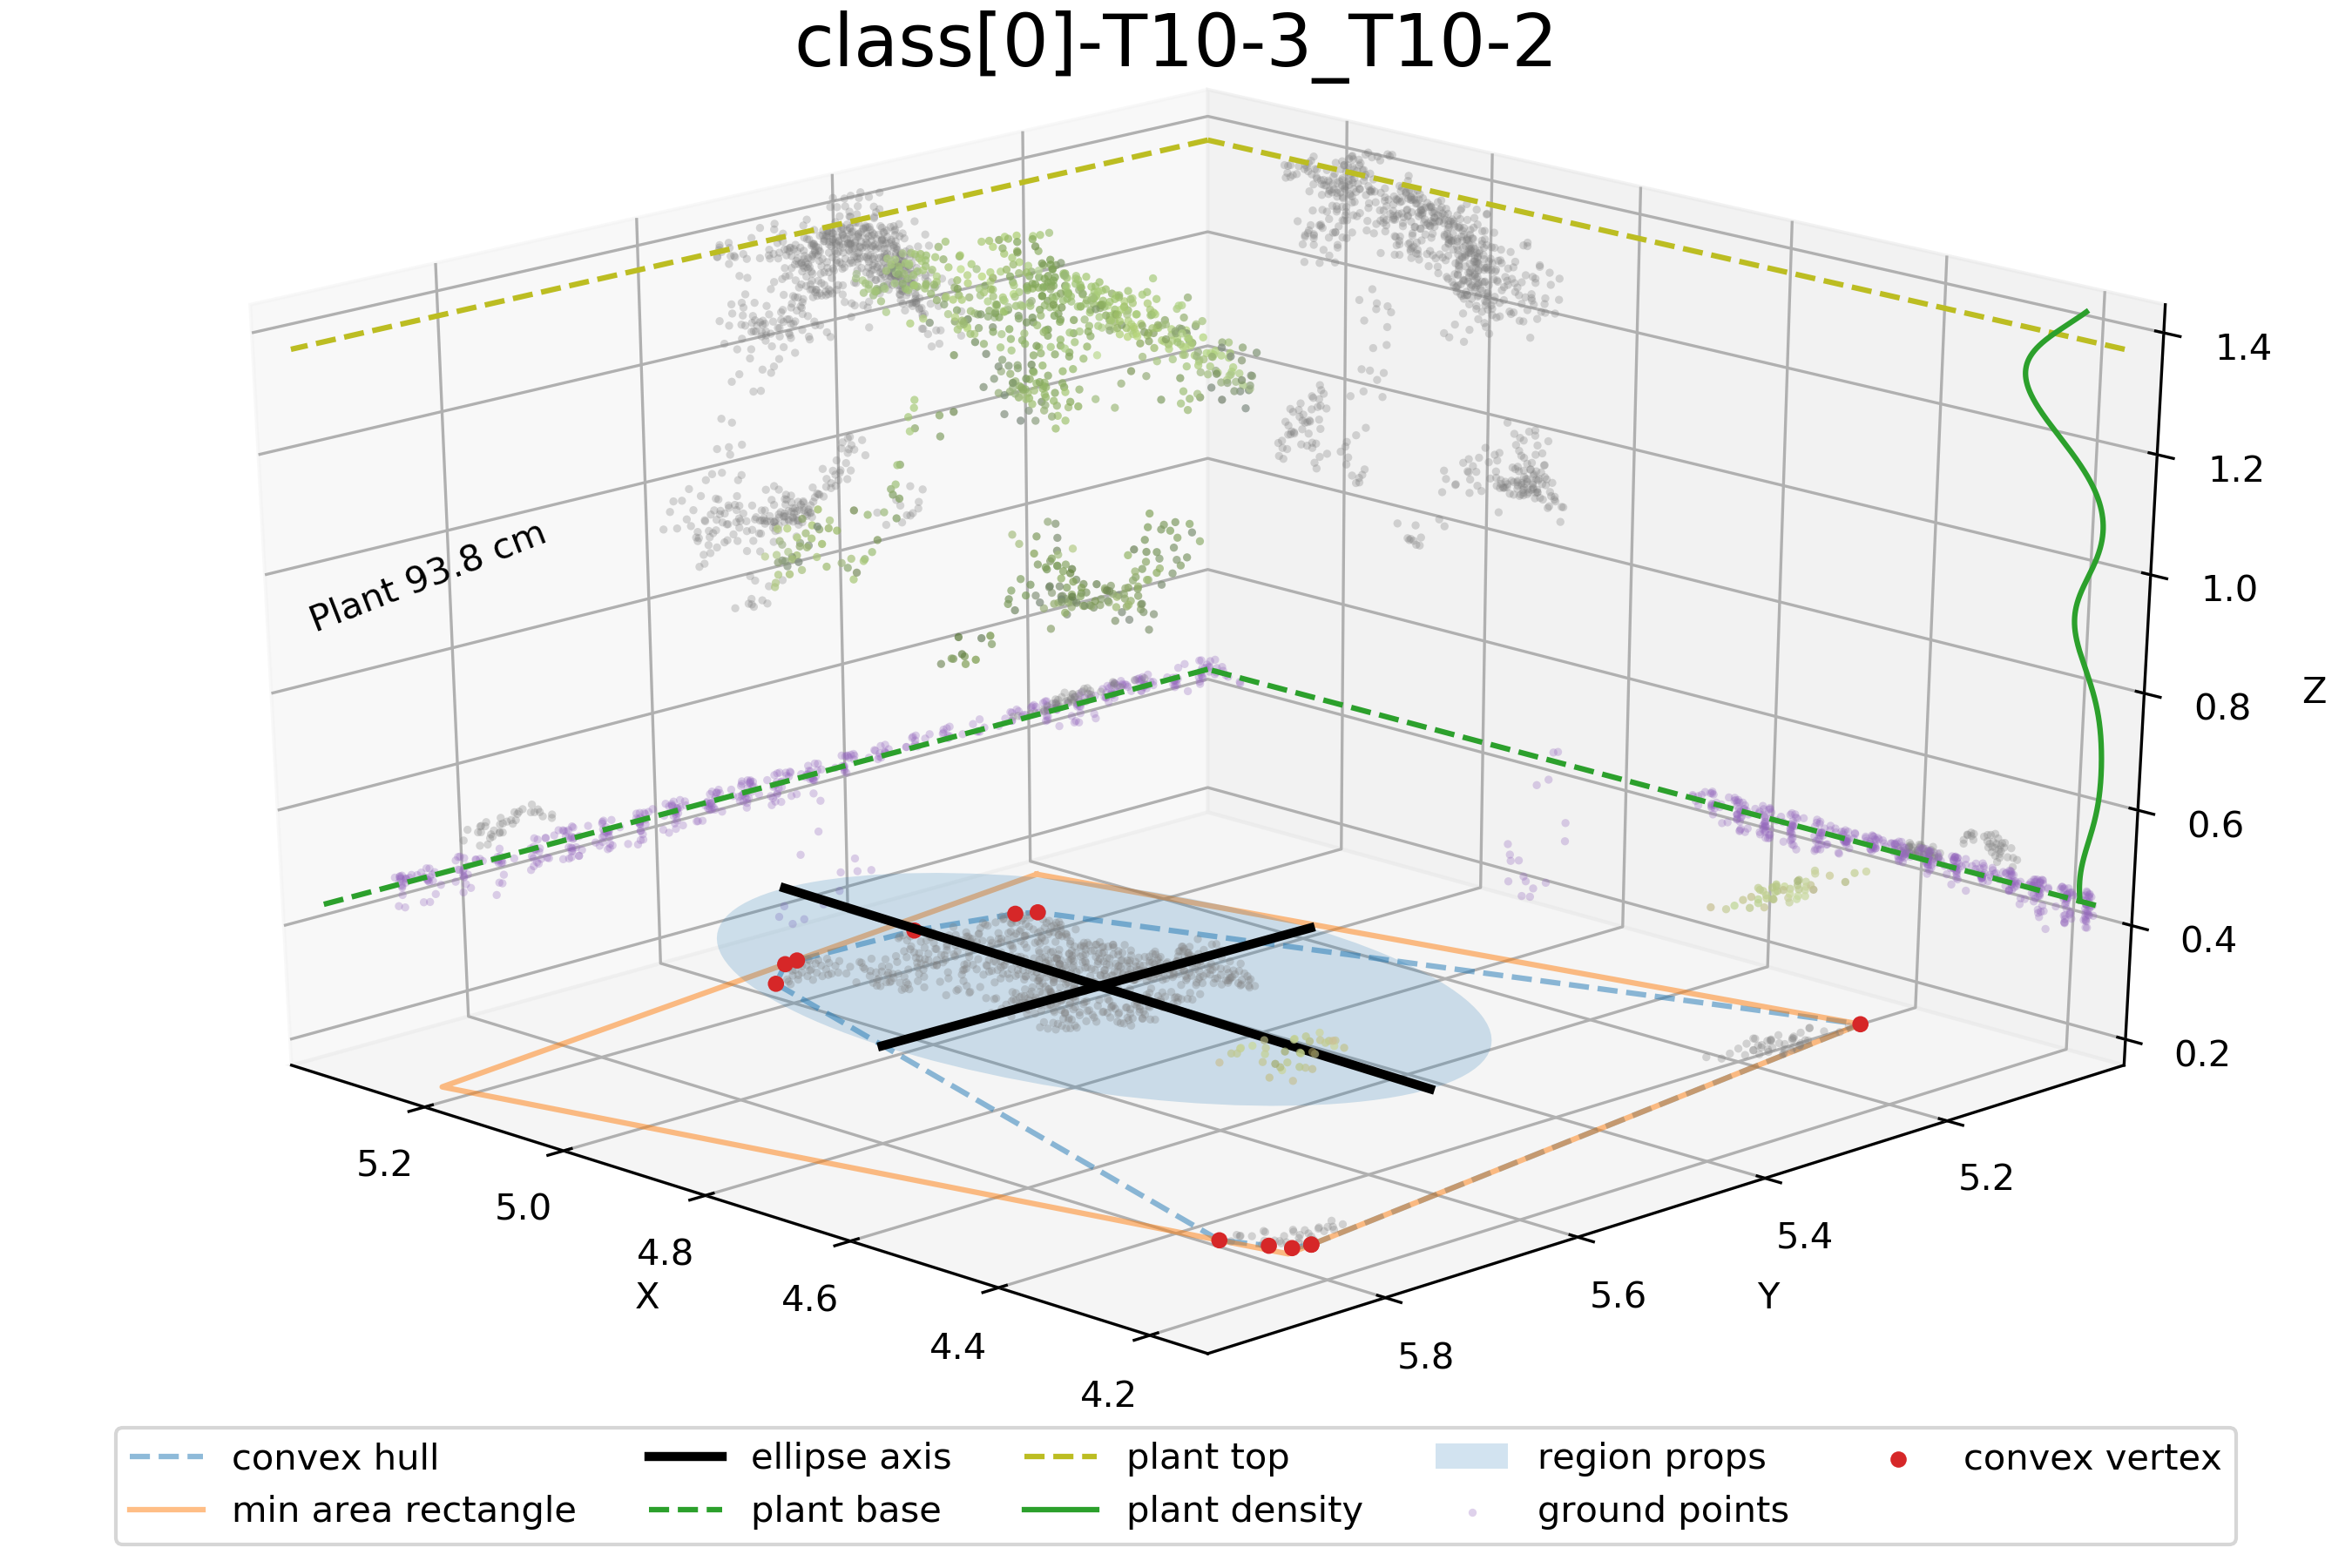 class[0]-T10-3_T10-2
Plant 93.8 cm
1.4
1.2
1.0
0.8
0.6
0.4
0.2
Z
5.2
5.0
4.8
4.6
4.4
4.2
X
5.2
5.4
5.6
5.8
Y
convex hull
min area rectangle
ellipse axis
plant base
plant top
plant density
region props
ground points
convex vertex